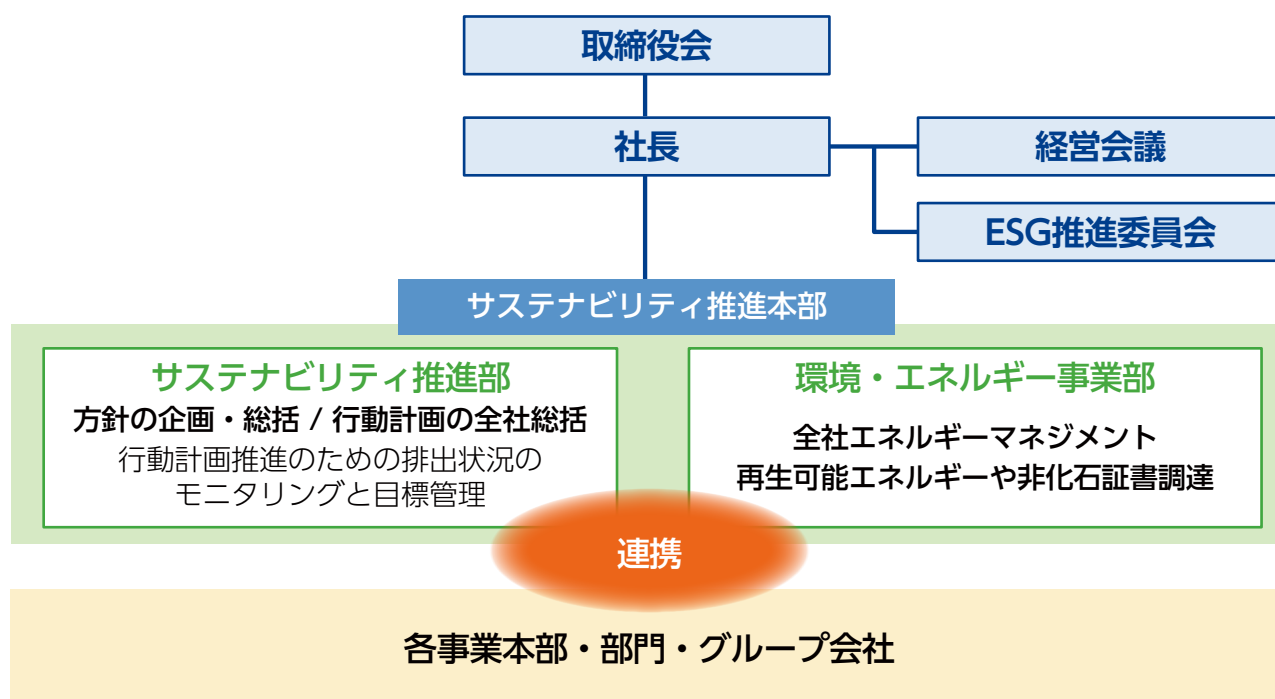 取締役会
社長
経営会議
ESG推進委員会
サステナビリティ推進本部
サステナビリティ推進部
方針の企画・総括 / 行動計画の全社総括
行動計画推進のための排出状況の
モニタリングと目標管理
環境・エネルギー事業部
全社エネルギーマネジメント
再生可能エネルギーや非化石証書調達
連携
各事業本部・部門・グループ会社